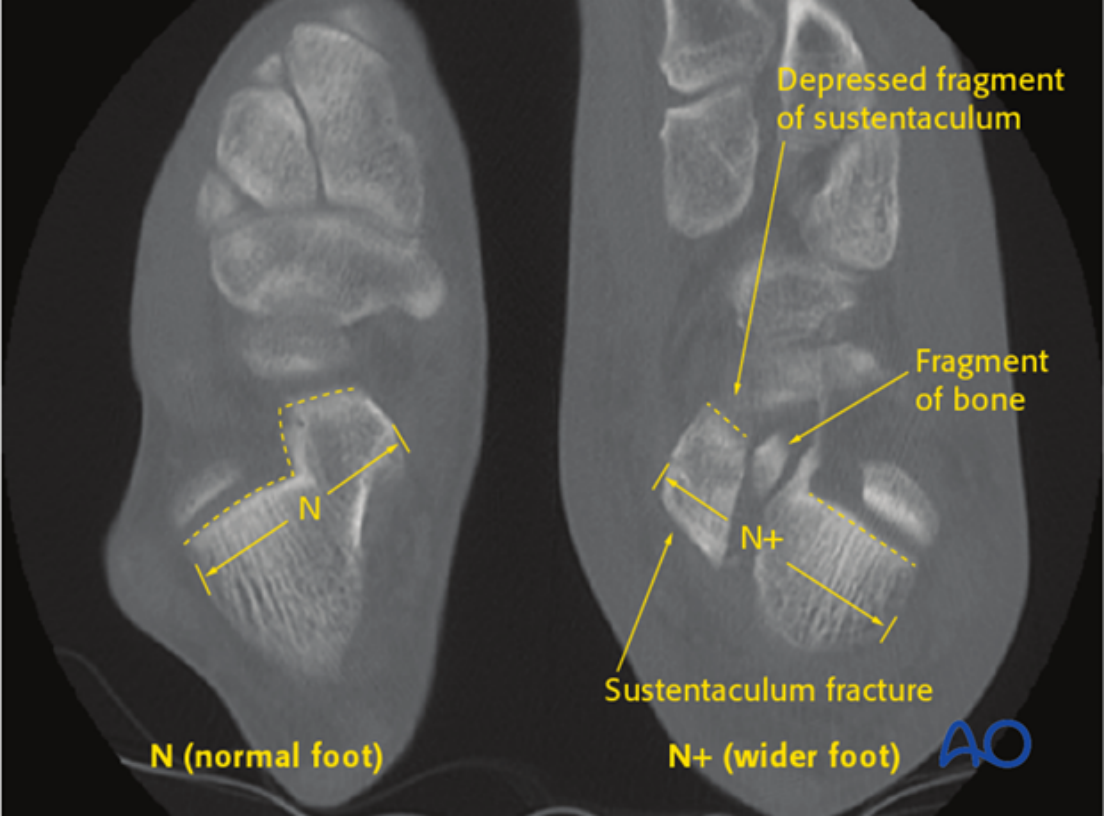 Depressed fragment
of sustentaculum
Fragment
of bone
N
N+
Sustentaculum fracture
N (normal foot)
N+ (wider foot)
AO